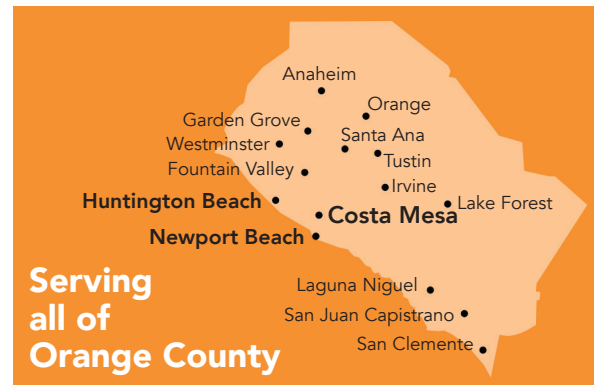 Anaheim
Orange
Garden Grove
Santa Ana
Westminster
Tustin
Fountain Valley
Irvine
Huntington Beach
Lake Forest
Costa Mesa
Newport Beach
Serving
all of
Orange County
Laguna Niguel
San Juan Capistrano
San Clemente